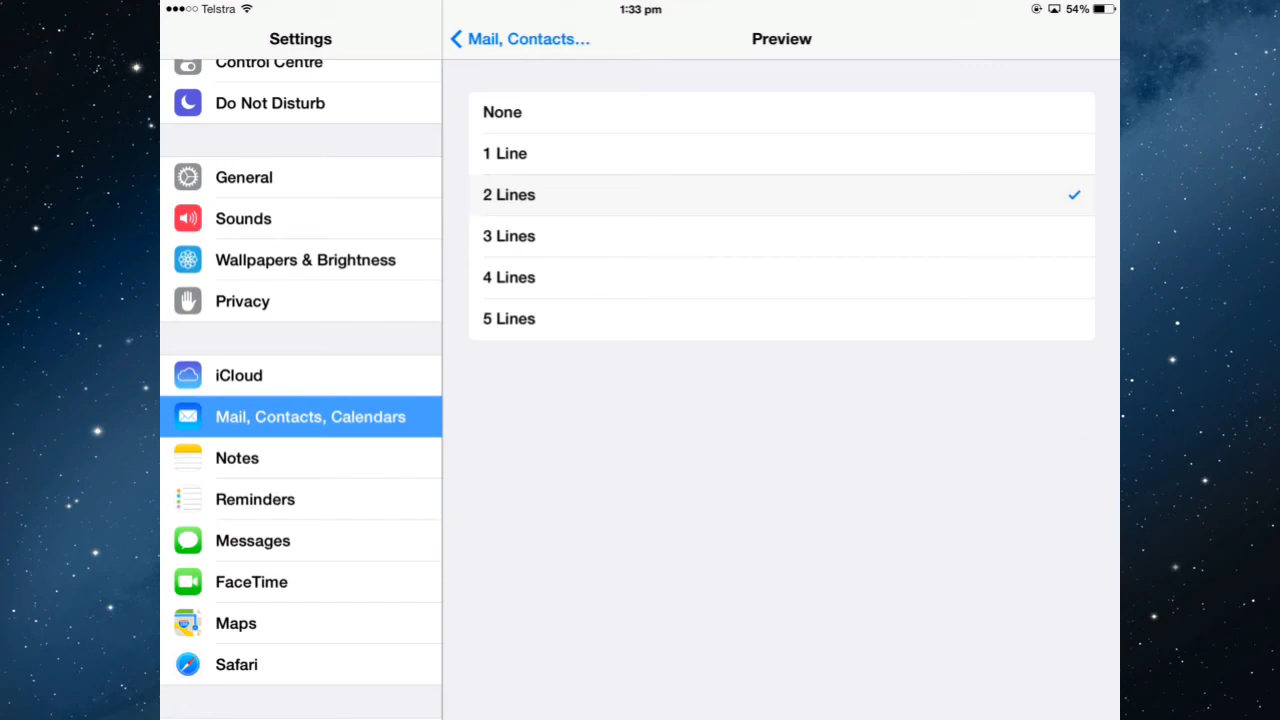 Telstra
1:33 pm
54%
Settings
Mail, Contacts...
Preview
Control Centre
Do Not Disturb
General
Sounds
Wallpapers & Brightness
Privacy
iCloud
Mail, Contacts, Calendars
Notes
Reminders
Messages
FaceTime
Maps
Safari
None
1 Line
2 Lines
3 Lines
4 Lines
5 Lines